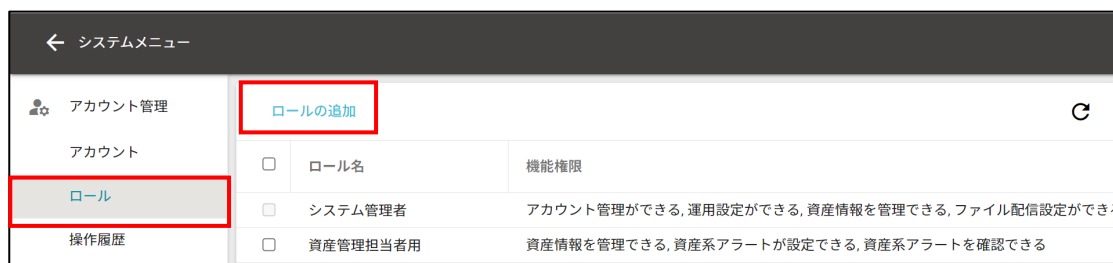 ← システムメニュー
アカウント管理
アカウント
ロール
操作履歴
ロールの追加
ロール名 機能権限
システム管理者 アカウント管理ができる, 運用設定ができる, 資産情報を管理できる, ファイル配信設定ができ
資産管理担当者用 資産情報を管理できる, 資産系アラートが設定できる, 資産系アラートを確認できる